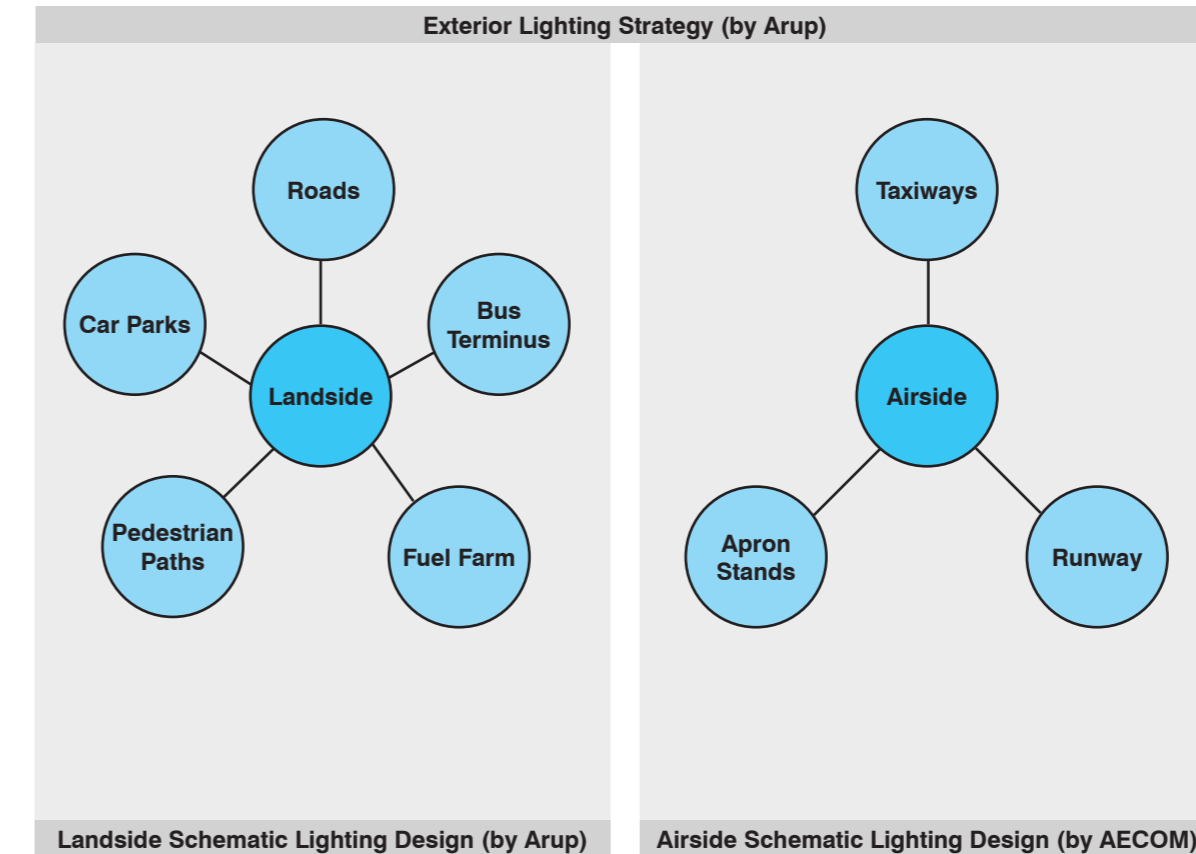 Exterior Lighting Strategy (by Arup)
Roads
Car Parks
Bus
Terminus
Landside
Pedestrian
Paths
Fuel Farm
Landside Schematic Lighting Design (by Arup)
Taxiways
Airside
Apron
Stands
Runway
Airside Schematic Lighting Design (by AECOM)